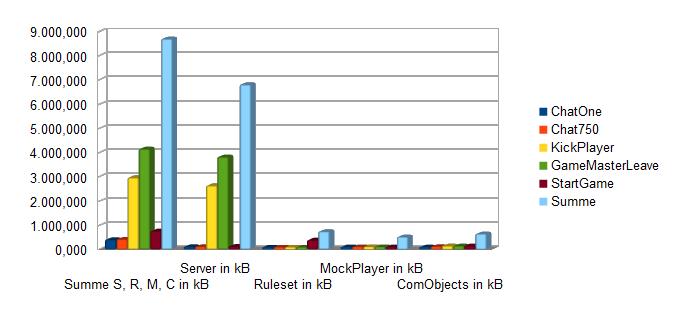 9.000,000
8.000,000
7.000,000
6.000,000
5.000,000
4.000,000
3.000,000
2.000,000
1.000,000
0,000
Server in kB
MockPlayer in kB
Summe S, R, M, C in kB
Ruleset in kB
ComObjects in kB
ChatOne
Chat750
KickPlayer
GameMasterLeave
StartGame
Summe